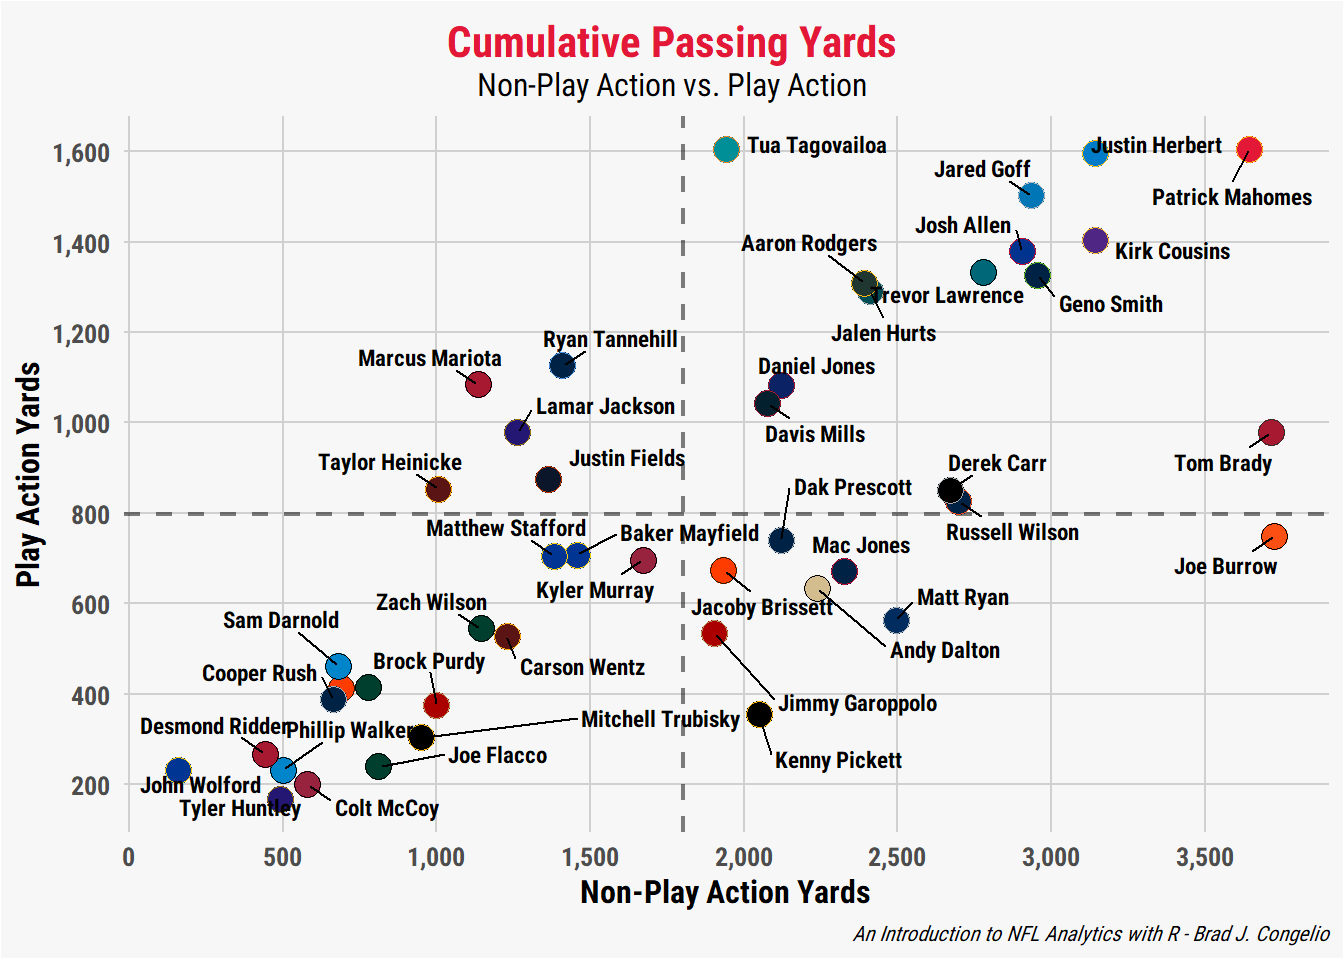 Cumulative Passing Yards
Non-Play Action vs. Play Action
Play Action Yards
1,600
1,400
1,200
1,000
800
600
400
200
Tua Tagovailoa
Justin Herbert
Jared Goff
Patrick Mahomes
Josh Allen
Aaron Rodgers
Kirk Cousins
Trevor Lawrence
Geno Smith
Jalen Hurts
Ryan Tannehill
Marcus Mariota
Daniel Jones
Lamar Jackson
Davis Mills
Justin Fields
Taylor Heinicke
Derek Carr
Tom Brady
Dak Prescott
Matthew Stafford
Baker Mayfield
Russell Wilson
Mac Jones
Joe Burrow
Kyler Murray
Jacoby Brissett
Matt Ryan
Zach Wilson
Sam Darnold
Andy Dalton
Carson Wentz
Brock Purdy
Cooper Rush
Jimmy Garoppolo
Mitchell Trubisky
Desmond Ridder
Phillip Walker
Joe Flacco
Kenny Pickett
John Wolford
Tyler Huntley
Colt McCoy
0 500 1,000 1,500 2,000 2,500 3,000 3,500
Non-Play Action Yards
An Introduction to NFL Analytics with R - Brad J. Congelio